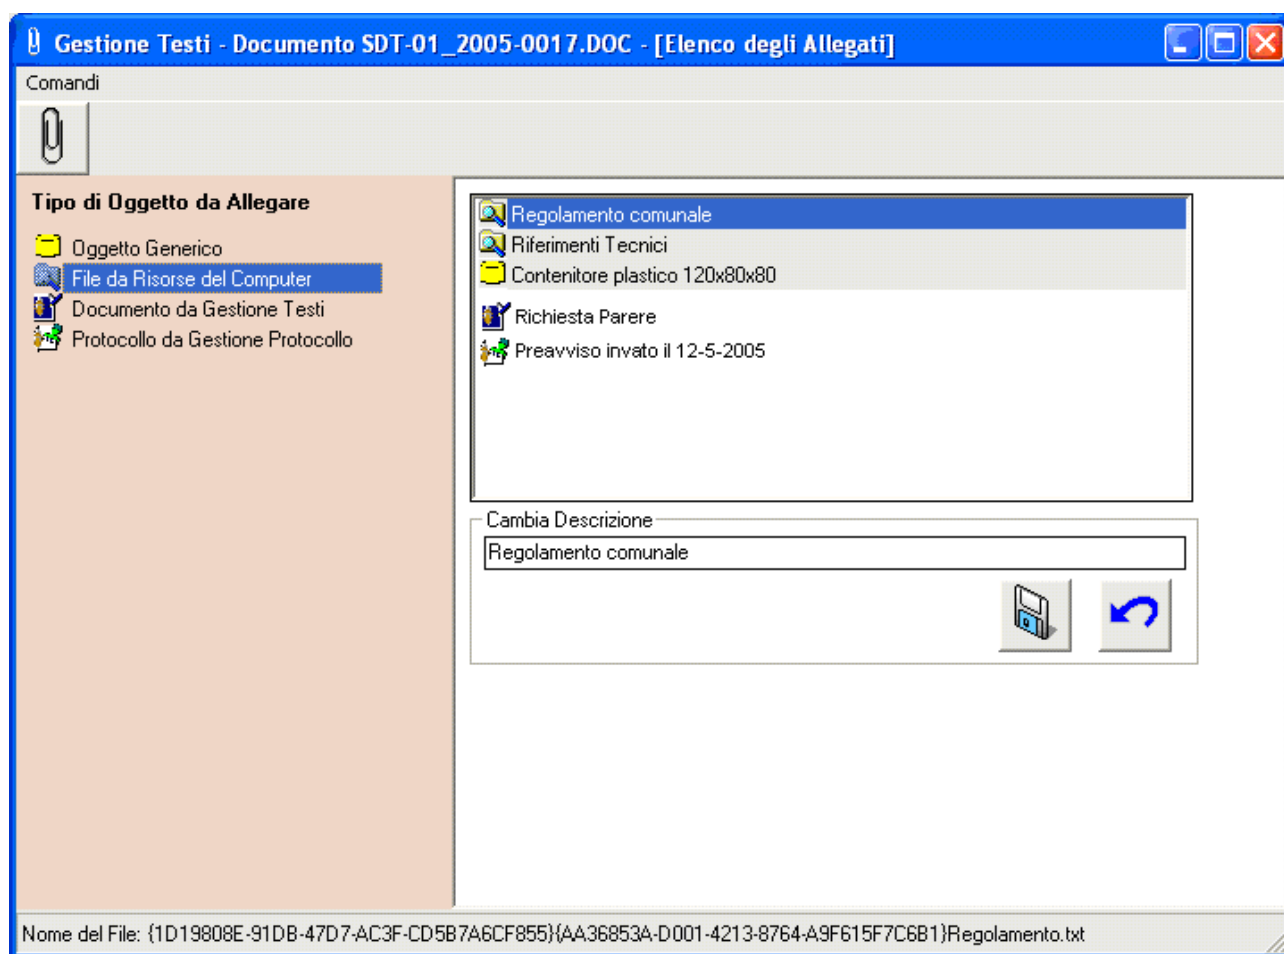 Gestione Testi - Documento SDT-01_2005-0017.DOC - [Elenco degli Allegati]
Comandi
Tipo di Oggetto da Allegare
Oggetto Generico
File da Risorse del Computer
Documento da Gestione Testi
Protocollo da Gestione Protocollo
Regolamento comunale
Riferimenti Tecnici
Contenitore plastico 120x80x80
Richiesta Parere
Preavviso invato il 12-5-2005
Cambia Descrizione
Regolamento comunale
Nome del File: {1D19808E-91DB-47D7-AC3F-CD5B7A6CF855}{AA36853A-D001-4213-8764-A9F615F7C6B1}Regolamento.txt